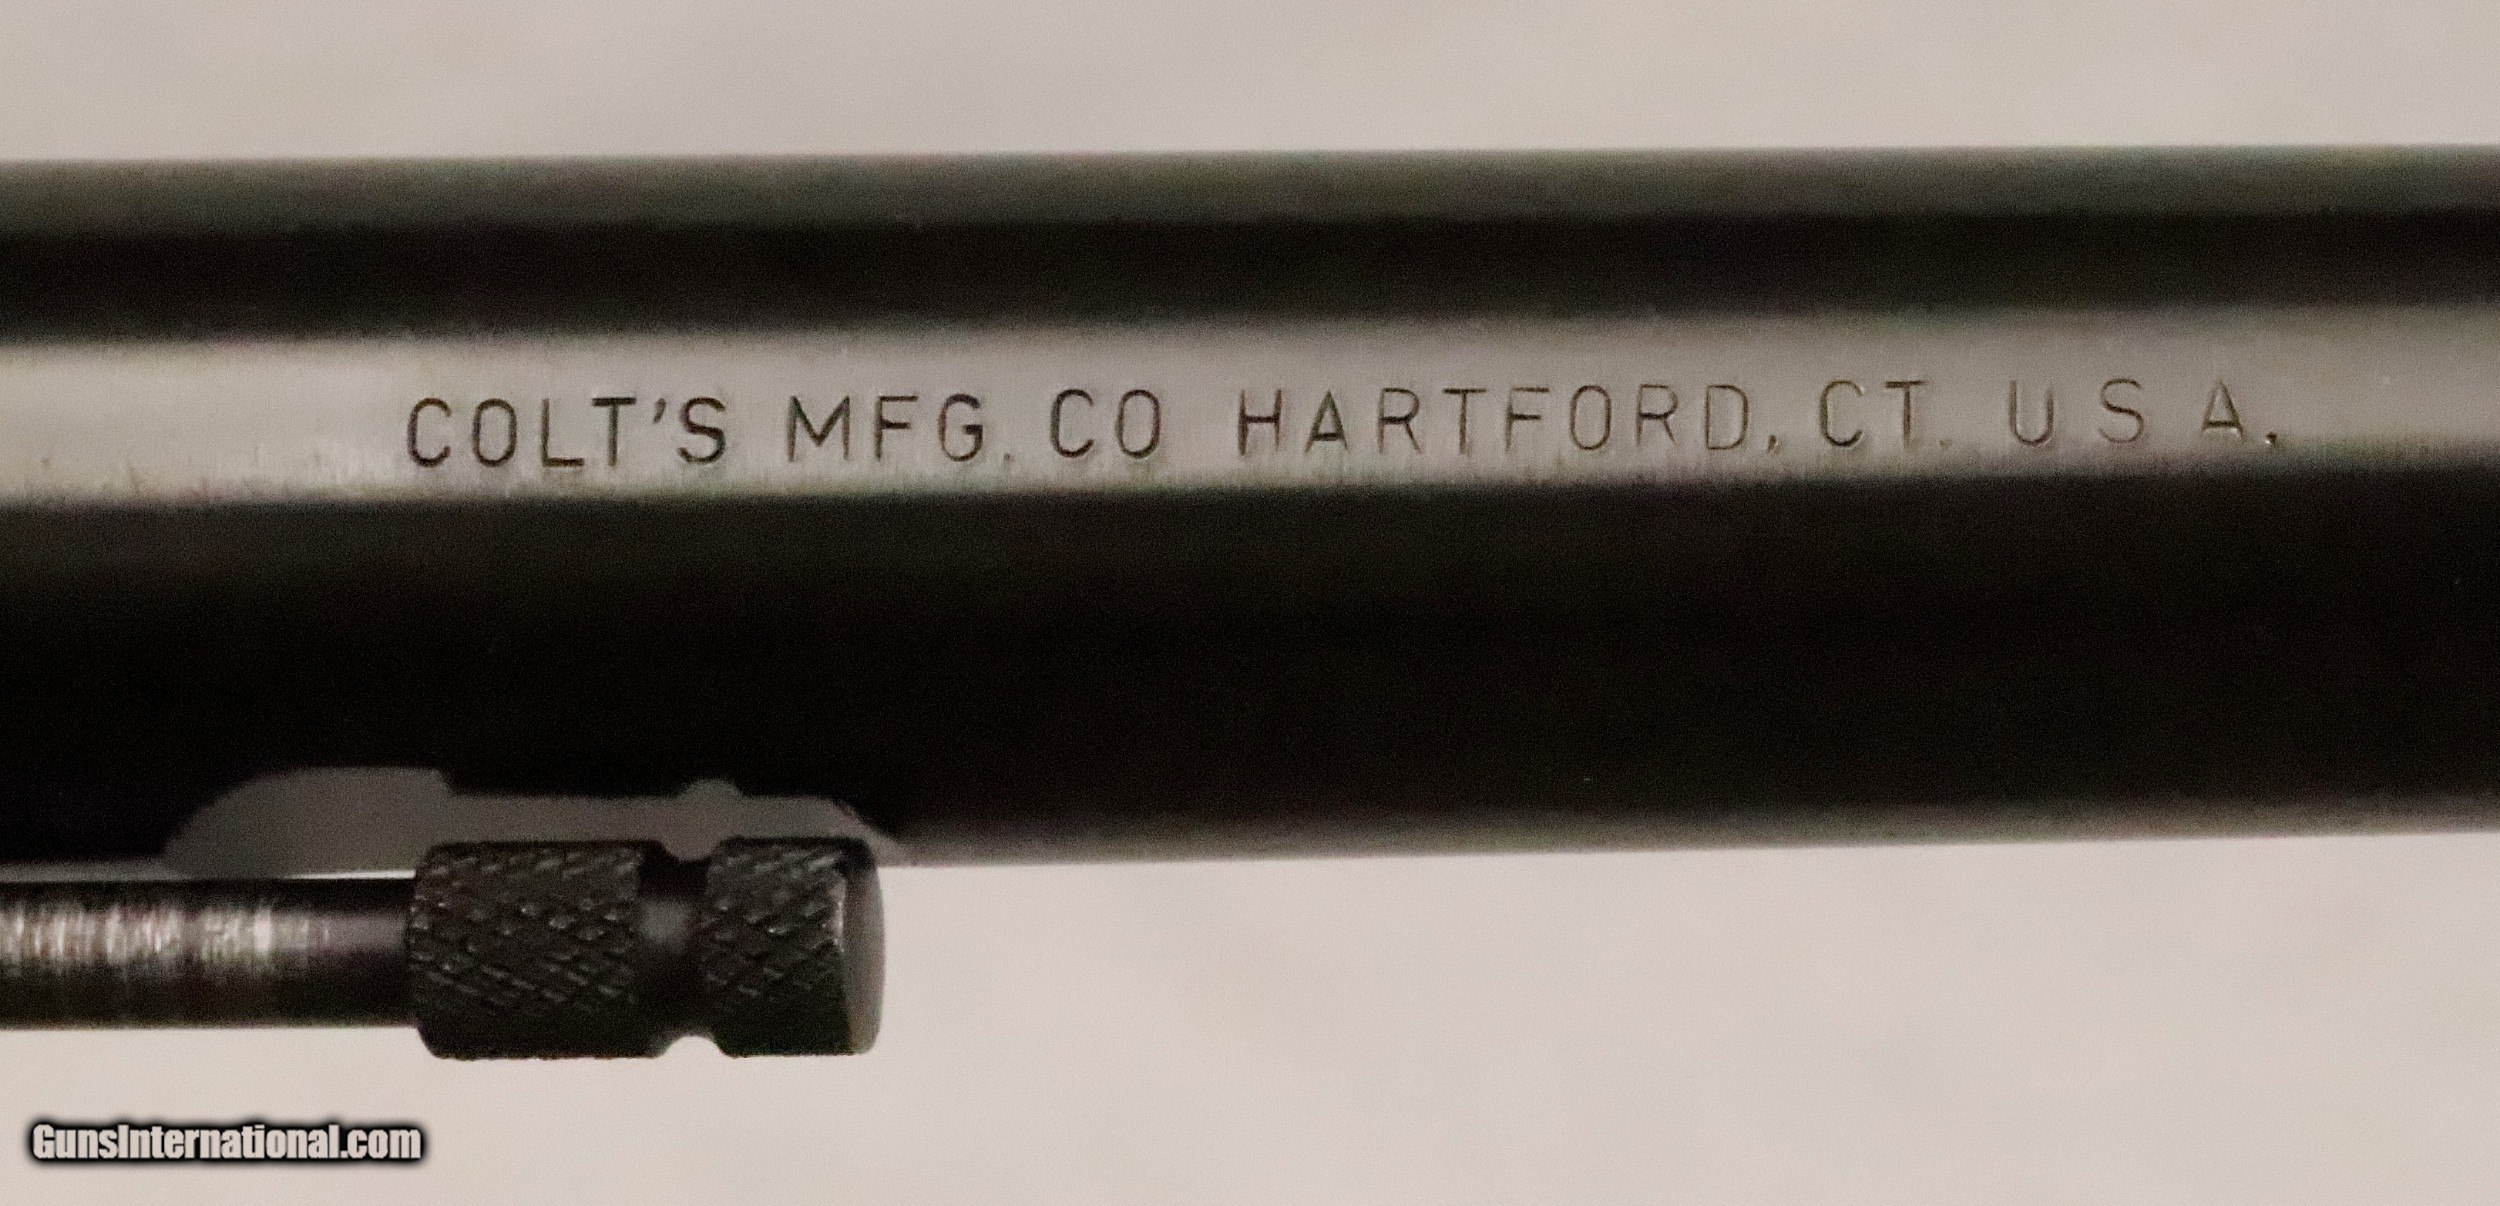 COLT'S MFG. CO HARTFORD, CT. U S A.
GunsInternational.com